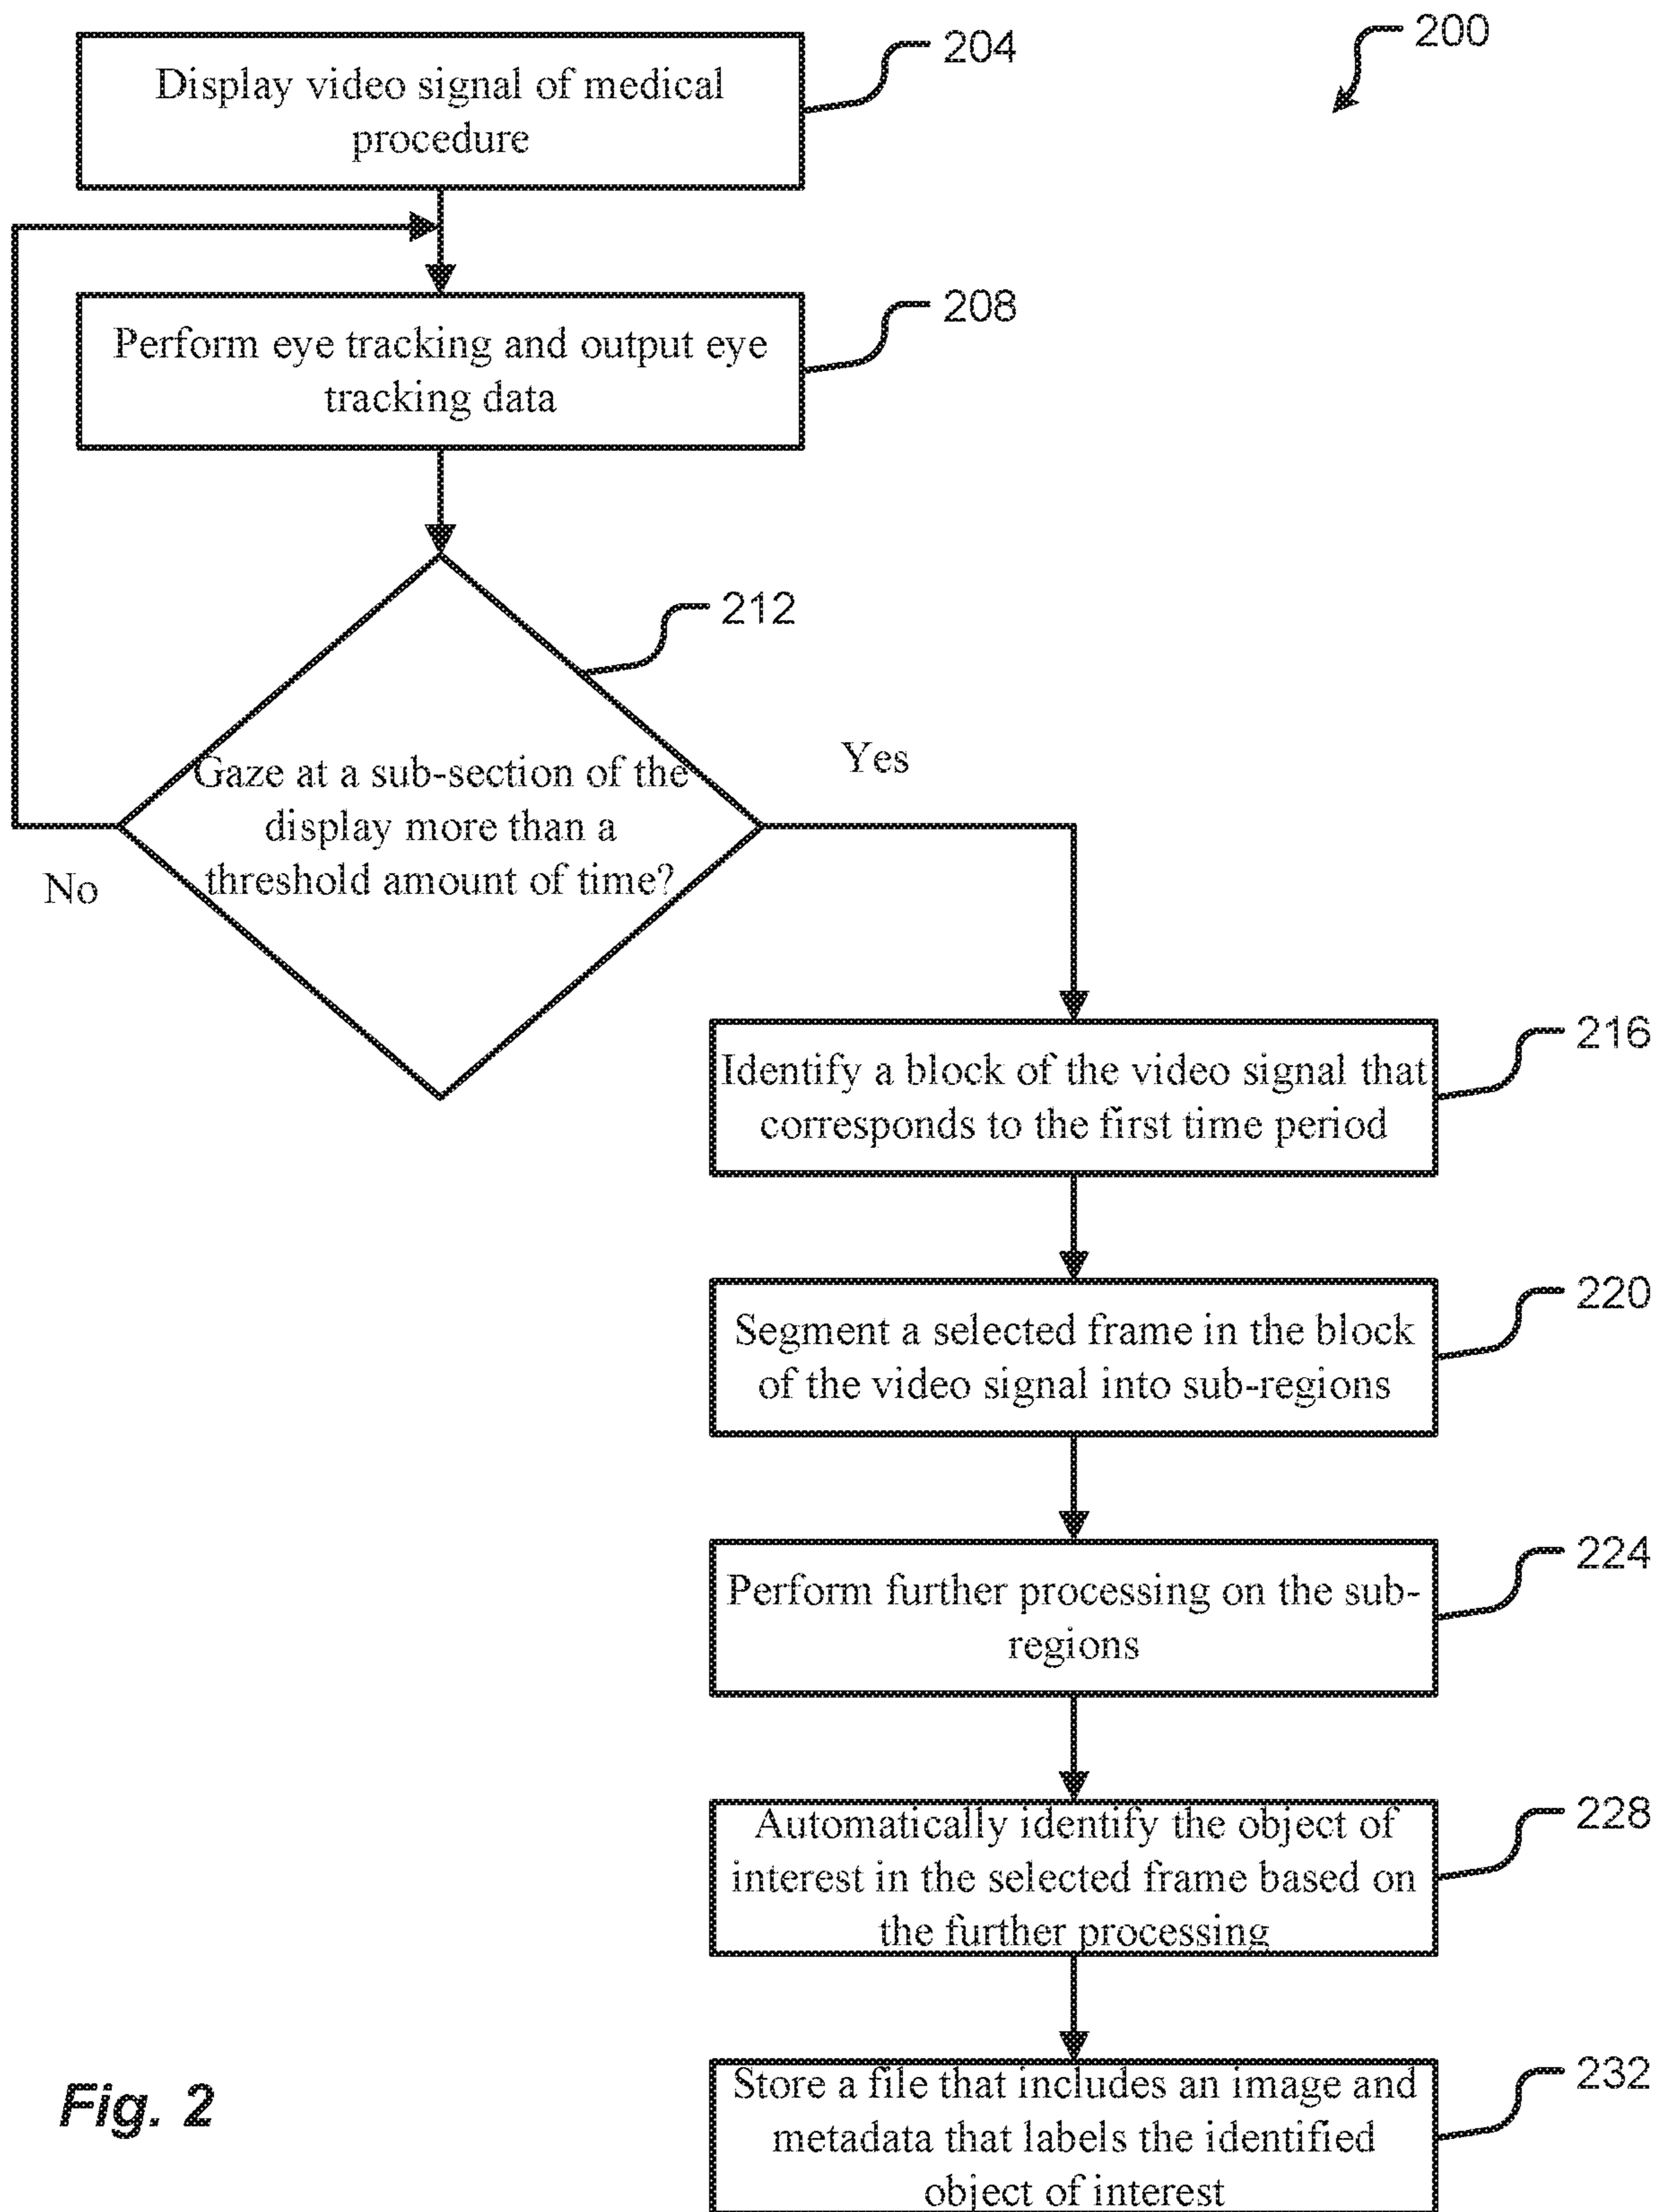 200
204
Display video signal of medical
procedure
208
Perform eye tracking and output eye
tracking data
212
Gaze at a sub-section of the
display more than a
threshold amount of time?
Yes
No
216
Identify a block of the video signal that
corresponds to the first time period
220
Segment a selected frame in the block
of the video signal into sub-regions
224
Perform further processing on the sub-
regions
228
Automatically identify the object of
interest in the selected frame based on
the further processing
232
Store a file that includes an image and
metadata that labels the identified
object of interest
Fig. 2